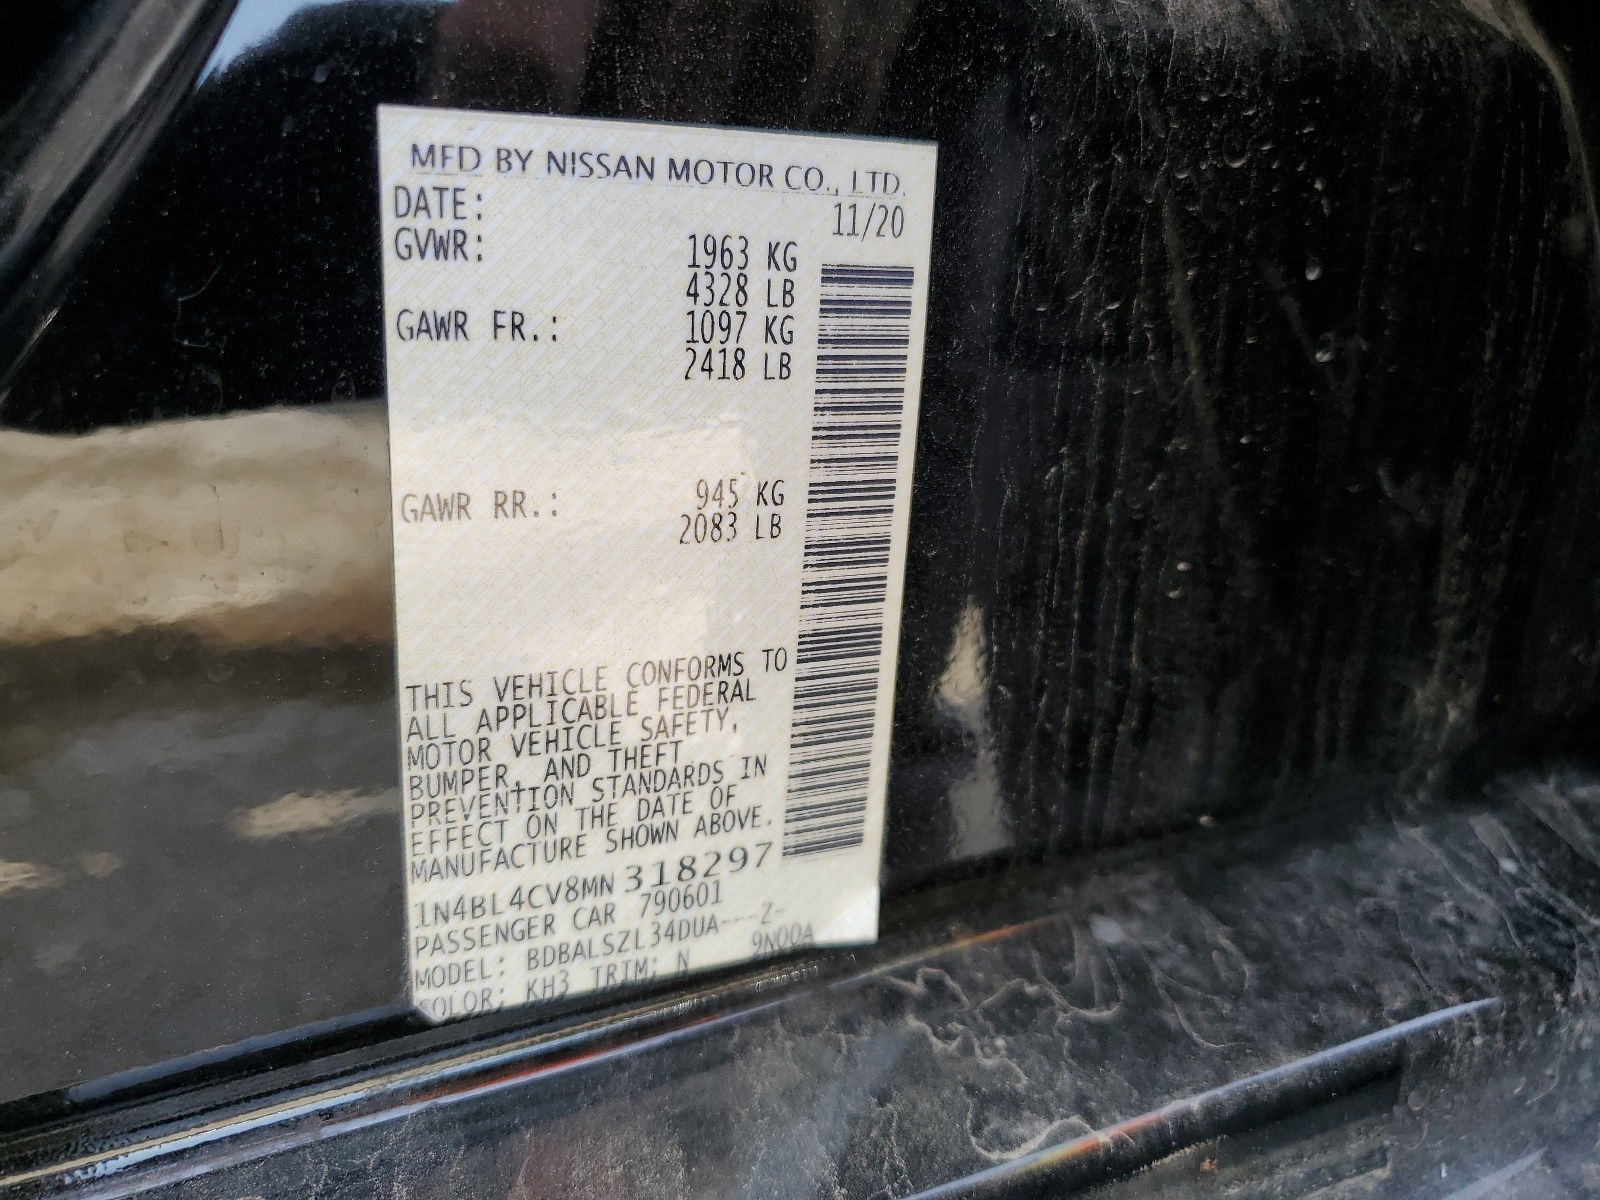 MFD BY NISSAN MOTOR CO., LTD.
DATE: 11/20
GVWR: 1963 KG
4328 LB
GAWR FR.: 1097 KG
2418 LB
GAWR RR.: 945 KG
2083 LB
THIS VEHICLE CONFORMS TO
ALL APPLICABLE FEDERAL
MOTOR VEHICLE SAFETY,
BUMPER, AND THEFT
PREVENTION STANDARDS IN
EFFECT ON THE DATE OF
MANUFACTURE SHOWN ABOVE.
1N4BL4CV8MN318297
PASSENGER CAR 790601
MODEL: BDBALSZL34DUA---Z-
COLOR: KH3 TRIM: N 9N00A